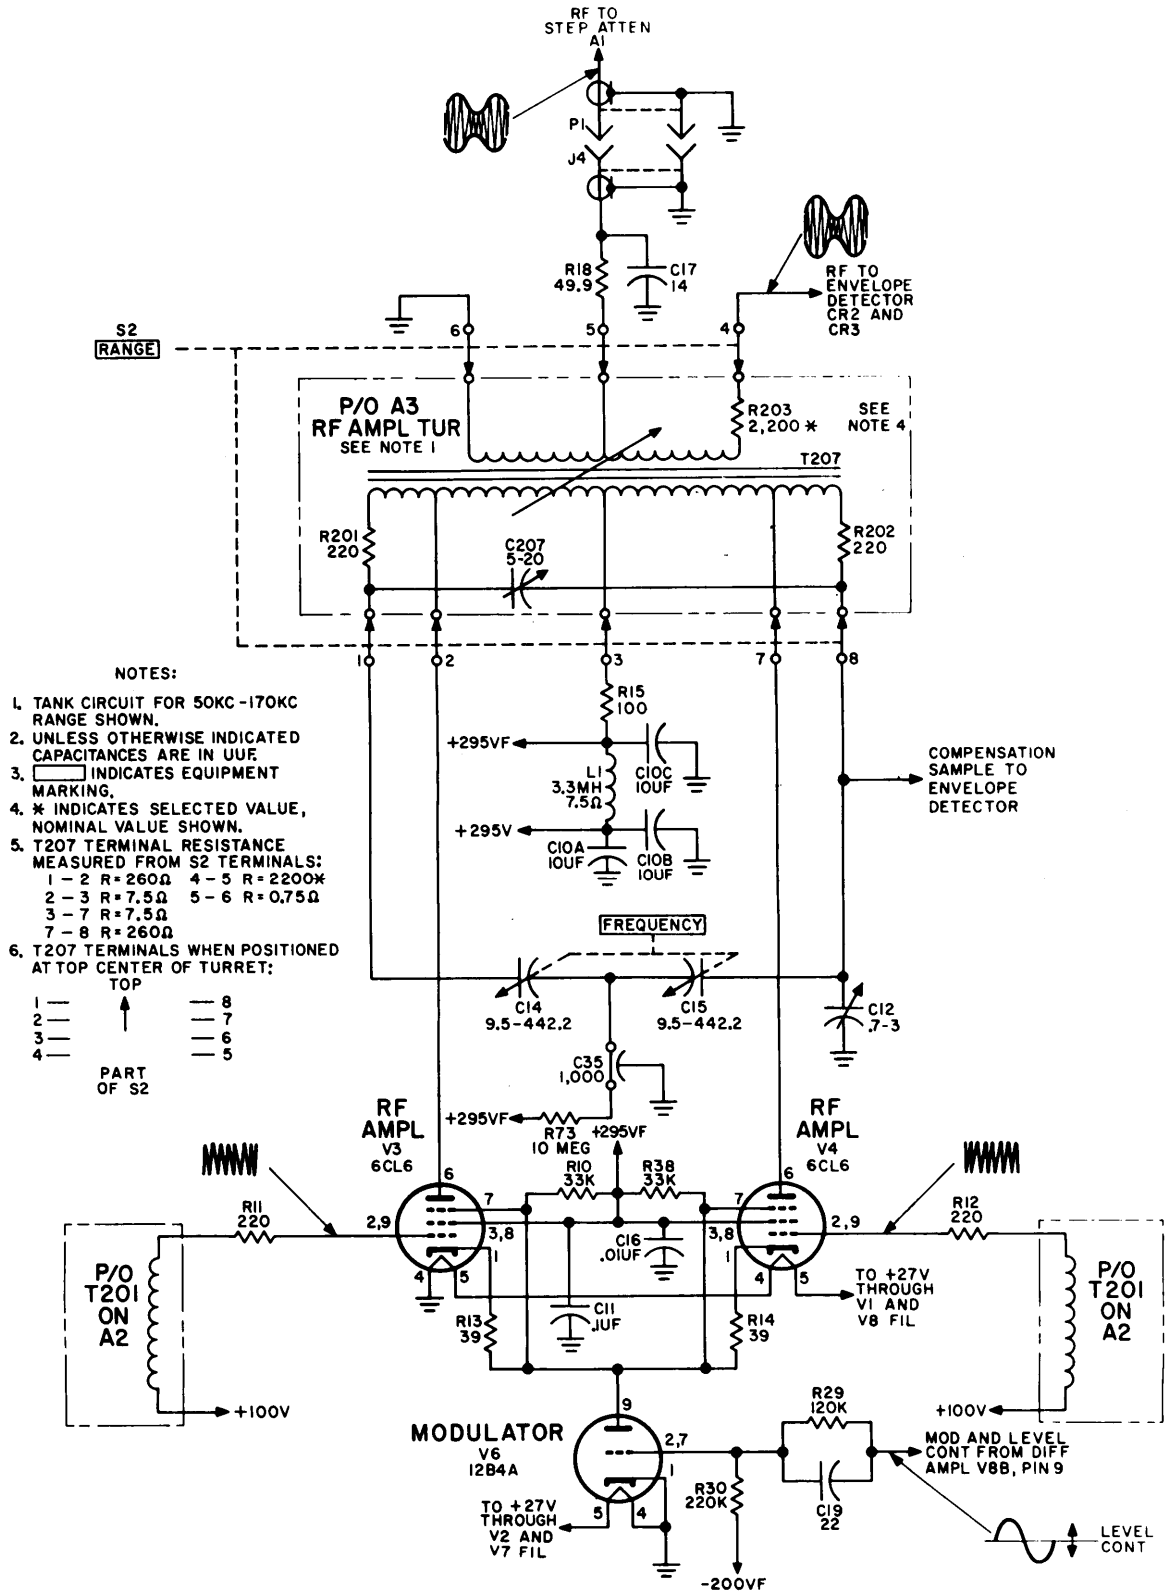 RF TO
STEP ATTEN
A1
P1
J4
R18
49.9
C17
14
RF TO
ENVELOPE
DETECTOR
CR2 AND
CR3
S2
RANGE
6
5
4
P/O A3
RF AMPL TUR
SEE NOTE 1
R203
2,200 *
SEE
NOTE 4
T207
R201
220
C207
5-20
R202
220
1
2
3
7
8
NOTES:
1. TANK CIRCUIT FOR 50KC-170KC
RANGE SHOWN.
2. UNLESS OTHERWISE INDICATED
CAPACITANCES ARE IN UUF.
3. INDICATES EQUIPMENT
MARKING.
4. * INDICATES SELECTED VALUE,
NOMINAL VALUE SHOWN.
5. T207 TERMINAL RESISTANCE
MEASURED FROM S2 TERMINALS:
1 - 2 R=260Ω 4 - 5 R=2200*
2 - 3 R=7.5Ω 5 - 6 R=0.75Ω
3 - 7 R=7.5Ω
7 - 8 R=260Ω
6. T207 TERMINALS WHEN POSITIONED
AT TOP CENTER OF TURRET:
TOP
1 — — 8
2 — — 7
3 — — 6
4 — — 5
PART
OF S2
R15
100
+295VF
C10C
10UF
L1
3.3MH
7.5Ω
+295V
C10A
10UF
C10B
10UF
COMPENSATION
SAMPLE TO
ENVELOPE
DETECTOR
FREQUENCY
C14
9.5-442.2
C15
9.5-442.2
C12
.7-3
C35
1,000
+295VF
R73
10 MEG
+295VF
RF
AMPL
V3
6CL6
RF
AMPL
V4
6CL6
R10
33K
R38
33K
6
7
2,9
3,8
1
4
5
6
7
2,9
3,8
1
4
5
R11
220
R12
220
C16
.01UF
C11
.1UF
P/O
T201
ON
A2
P/O
T201
ON
A2
TO +27V
THROUGH
V1 AND
V8 FIL
R13
39
R14
39
+100V
+100V
MODULATOR
V6
12B4A
9
2,7
1
5
4
R29
120K
C19
22
R30
220K
MOD AND LEVEL
CONT FROM DIFF
AMPL V8B, PIN 9
TO +27V
THROUGH
V2 AND
V7 FIL
LEVEL
CONT
-200VF